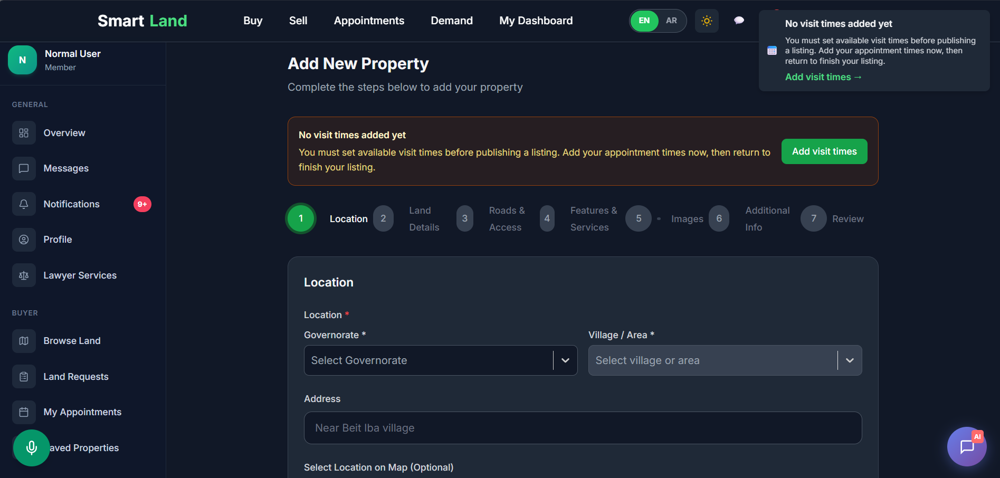 Smart Land
Buy
Sell
Appointments
Demand
My Dashboard
EN
AR
No visit times added yet
You must set available visit times before publishing
a listing. Add your appointment times now, then
return to finish your listing.
Add visit times →
N
Normal User
Member
GENERAL
Overview
Messages
Notifications
9+
Profile
Lawyer Services
BUYER
Browse Land
Land Requests
My Appointments
aved Properties
Add New Property
Complete the steps below to add your property
No visit times added yet
You must set available visit times before publishing a listing. Add your appointment times now, then return to
finish your listing.
Add visit times
1
Location
2
Land
Details
3
Roads &
Access
4
Features &
Services
5
Images
6
Additional
Info
7
Review
Location
Location *
Governorate *
Village / Area *
Select Governorate
Select village or area
Address
Near Beit Iba village
Select Location on Map (Optional)
AI